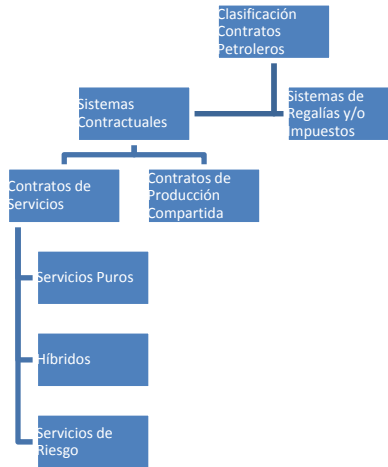 Clasificación
Contratos
Petroleros
Sistemas
Contractuales
Sistemas de
Regalías y/o
Impuestos
Contratos de
Servicios
Contratos de
Producción
Compartida
Servicios Puros
Híbridos
Servicios de
Riesgo